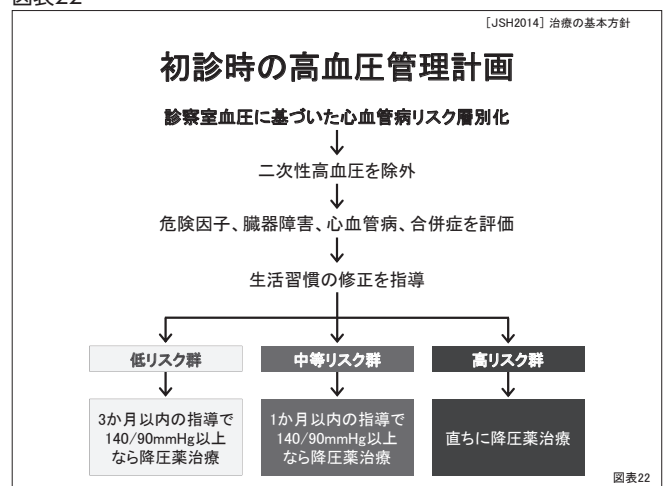 図表22
[JSH2014] 治療の基本方針
初診時の高血圧管理計画
診察室血圧に基づいた心血管病リスク層別化
二次性高血圧を除外
危険因子、臓器障害、心血管病、合併症を評価
生活習慣の修正を指導
低リスク群
中等リスク群
高リスク群
3か月以内の指導で
140/90mmHg以上
なら降圧薬治療
1か月以内の指導で
140/90mmHg以上
なら降圧薬治療
直ちに降圧薬治療
図表22